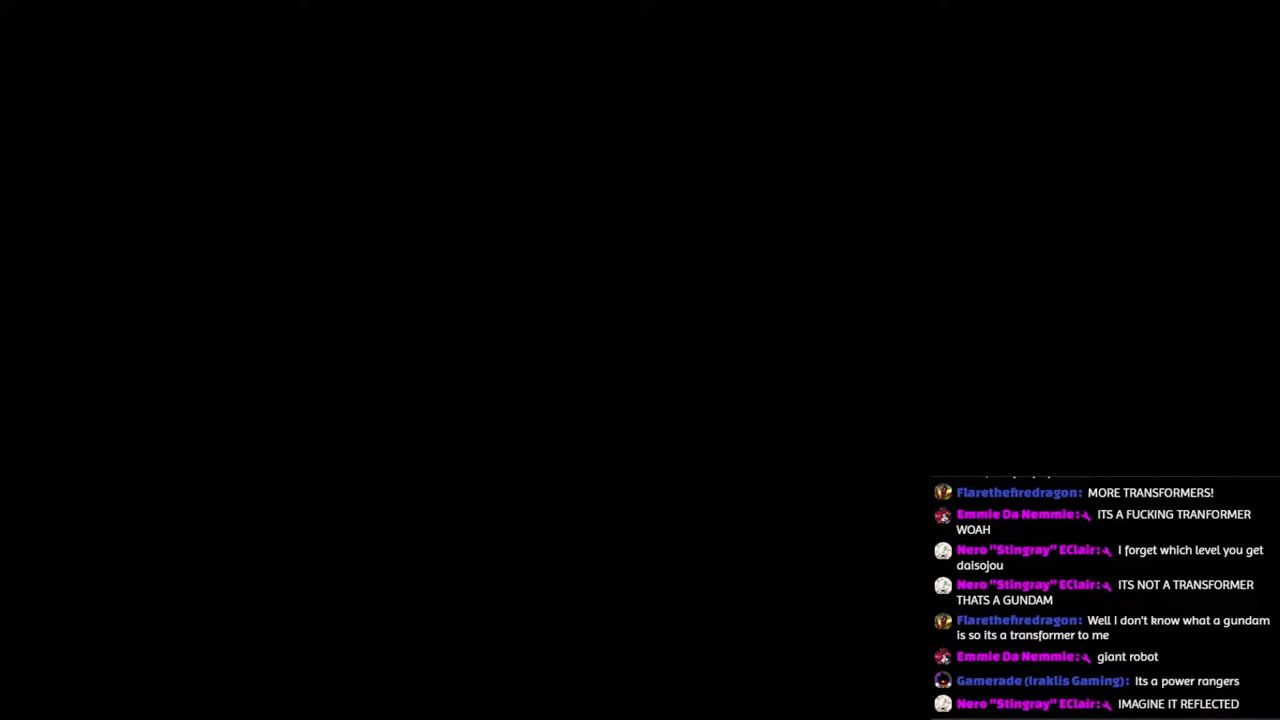 Flarethefiredragon: MORE TRANSFORMERS!
Emmie Da Nemmie: ITS A FUCKING TRANFORMER
WOAH
Nero "Stingray" EClair: I forget which level you get
daisojou
Nero "Stingray" EClair: ITS NOT A TRANSFORMER
THATS A GUNDAM
Flarethefiredragon: Well I don't know what a gundam
is so its a transformer to me
Emmie Da Nemmie: giant robot
Gamerade (Iraklis Gaming): Its a power rangers
Nero "Stingray" EClair: IMAGINE IT REFLECTED